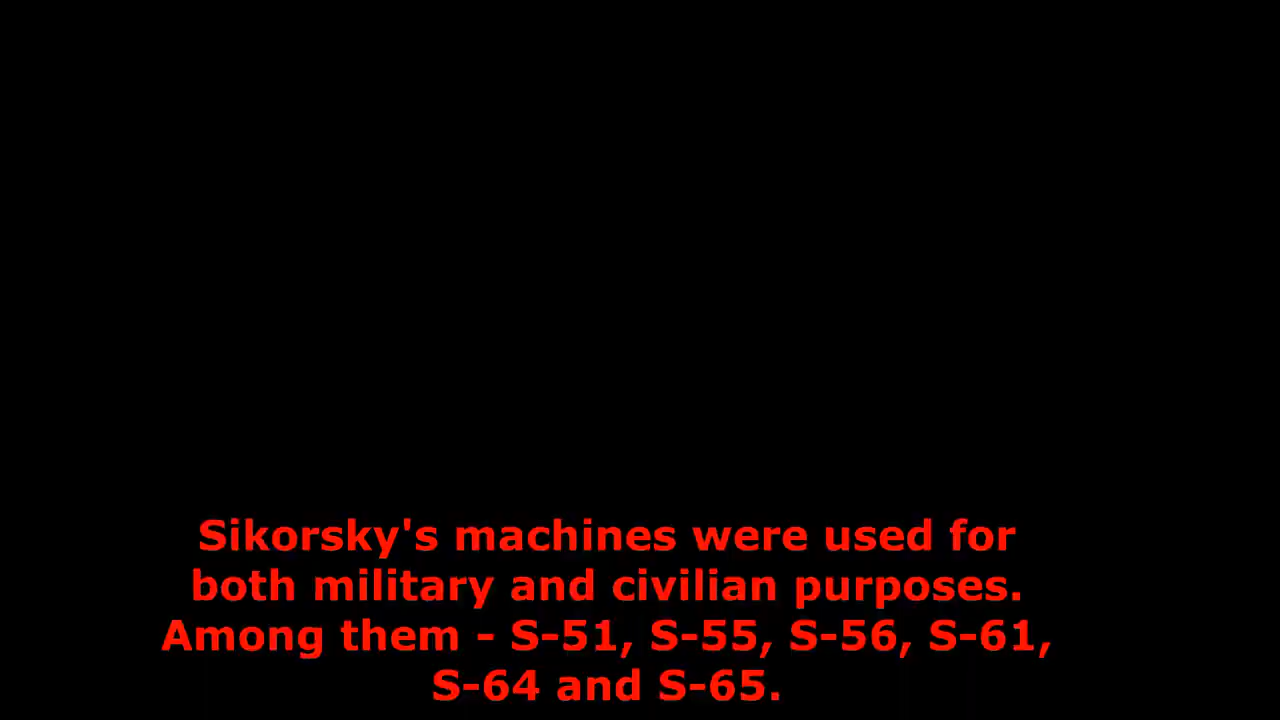 Sikorsky's machines were used for
both military and civilian purposes.
Among them - S-51, S-55, S-56, S-61,
S-64 and S-65.